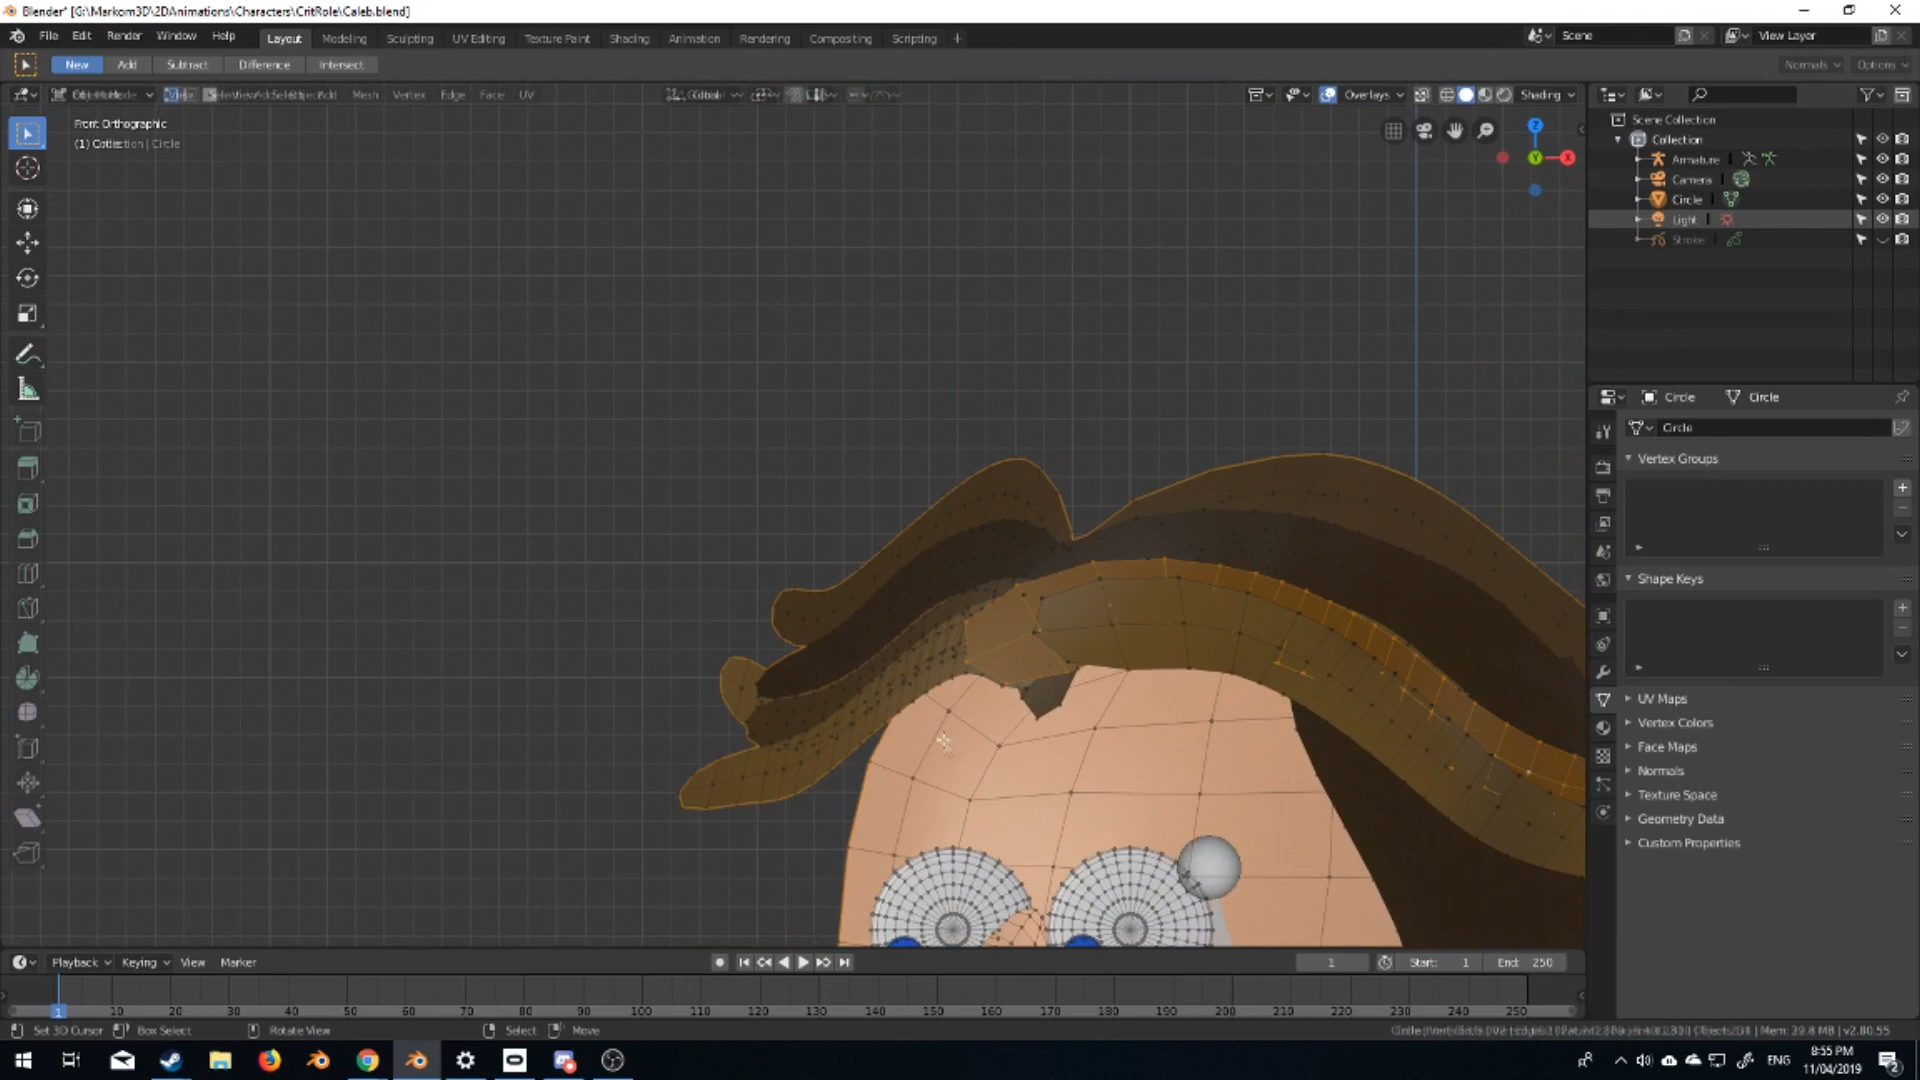 Blender* [G:\Markom3D\2DAnimations\Characters\CritRole\Caleb.blend]
File Edit Render Window Help Layout Modeling Sculpting UV Editing Texture Paint Shading Animation Rendering Compositing Scripting + Scene View Layer
New Add Subtract Difference Intersect Normals Options
Mesh Vertex Edge Face UV Overlays Shading
Front Orthographic
(1) Collection | Circle
Z
Y
X
Scene Collection
Collection
Armature
Camera
Circle
Light
Stroke
Circle Circle
Circle
Vertex Groups
Shape Keys
UV Maps
Vertex Colors
Face Maps
Normals
Texture Space
Geometry Data
Custom Properties
Playback Keying View Marker 1 Start: 1 End: 250
1 10 20 30 40 50 60 70 80 90 100 110 120 130 140 150 160 170 180 190 200 210 220 230 240 250
Set 3D Cursor Box Select Rotate View Select Move | Mem: 29.8 MB | v2.80.55
ENG 8:55 PM
11/04/2019
2